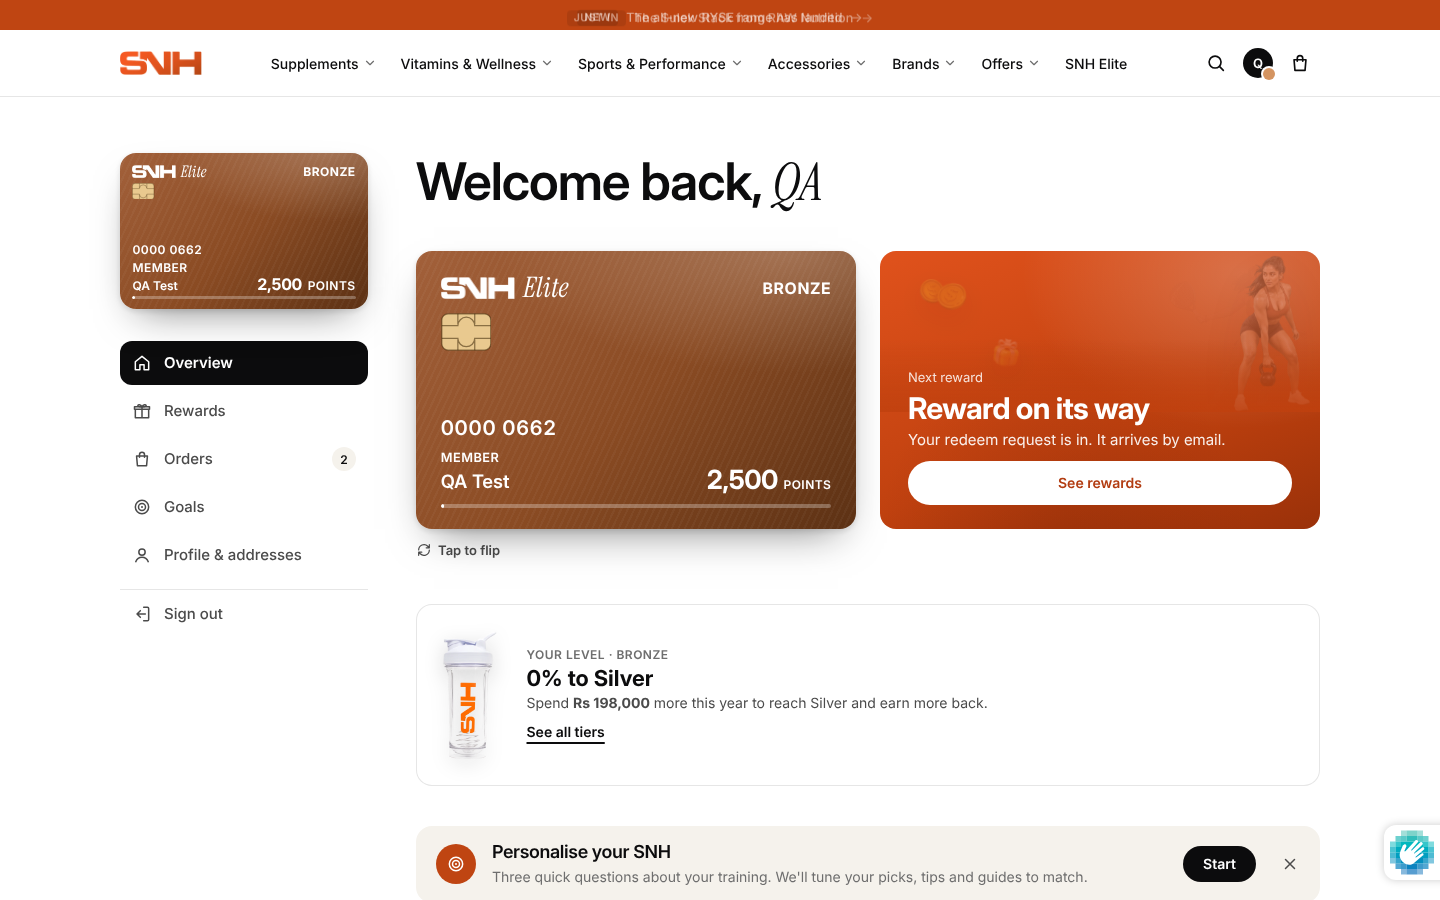 SNH
Supplements
Vitamins & Wellness
Sports & Performance
Accessories
Brands
Offers
SNH Elite
Q
SNH Elite
BRONZE
0000 0662
MEMBER
QA Test
2,500 POINTS
Overview
Rewards
Orders
2
Goals
Profile & addresses
Sign out
Welcome back, QA
SNH Elite
BRONZE
0000 0662
MEMBER
QA Test
2,500 POINTS
Tap to flip
Next reward
Reward on its way
Your redeem request is in. It arrives by email.
See rewards
SNH
YOUR LEVEL · BRONZE
0% to Silver
Spend Rs 198,000 more this year to reach Silver and earn more back.
See all tiers
Personalise your SNH
Three quick questions about your training. We'll tune your picks, tips and guides to match.
Start